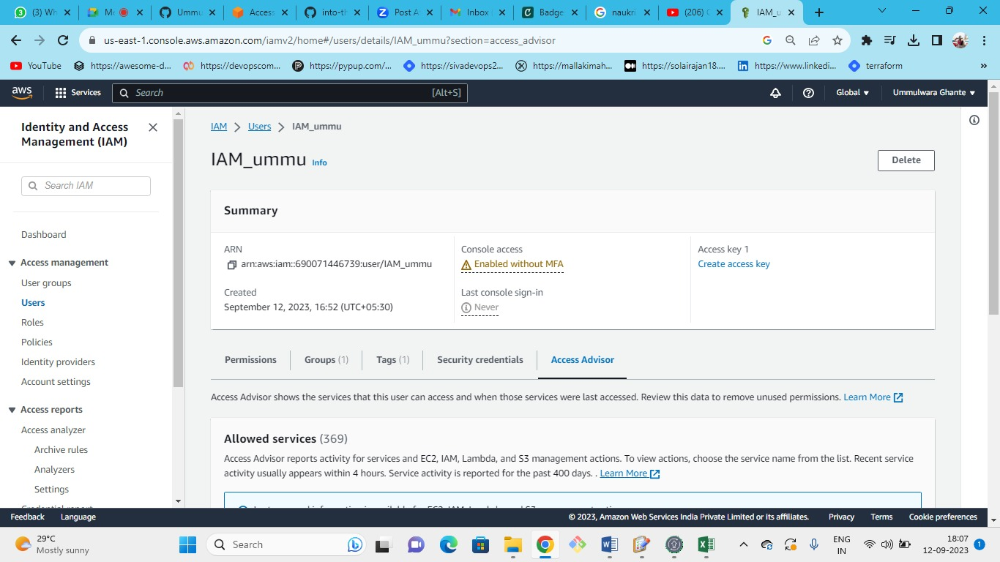 (3) Wh
Me
Ummu
Access
into-th
Post A
Inbox
Badge
naukri
(206)
IAM_u
us-east-1.console.aws.amazon.com/iamv2/home#/users/details/IAM_ummu?section=access_advisor
YouTube
https://awesome-d...
https://devopscom...
https://pypup.com/...
https://sivadevops2...
https://mallakimah...
https://solairajan18....
https://www.linkedi...
terraform
»
aws
Services
Search [Alt+S]
Global
Ummulwara Ghante
Identity and Access
Management (IAM)
Search IAM
Dashboard
Access management
User groups
Users
Roles
Policies
Identity providers
Account settings
Access reports
Access analyzer
Archive rules
Analyzers
Settings
IAM > Users > IAM_ummu
IAM_ummu Info
Delete
Summary
ARN
arn:aws:iam::690071446739:user/IAM_ummu
Created
September 12, 2023, 16:52 (UTC+05:30)
Console access
Enabled without MFA
Last console sign-in
Never
Access key 1
Create access key
Permissions
Groups (1)
Tags (1)
Security credentials
Access Advisor
Access Advisor shows the services that this user can access and when those services were last accessed. Review this data to remove unused permissions. Learn More
Allowed services (369)
Access Advisor reports activity for services and EC2, IAM, Lambda, and S3 management actions. To view actions, choose the service name from the list. Recent service
activity usually appears within 4 hours. Service activity is reported for the past 400 days. . Learn More
Feedback
Language
© 2023, Amazon Web Services India Private Limited or its affiliates.
Privacy
Terms
Cookie preferences
29°C
Mostly sunny
Search
ENG
IN
18:07
12-09-2023
1